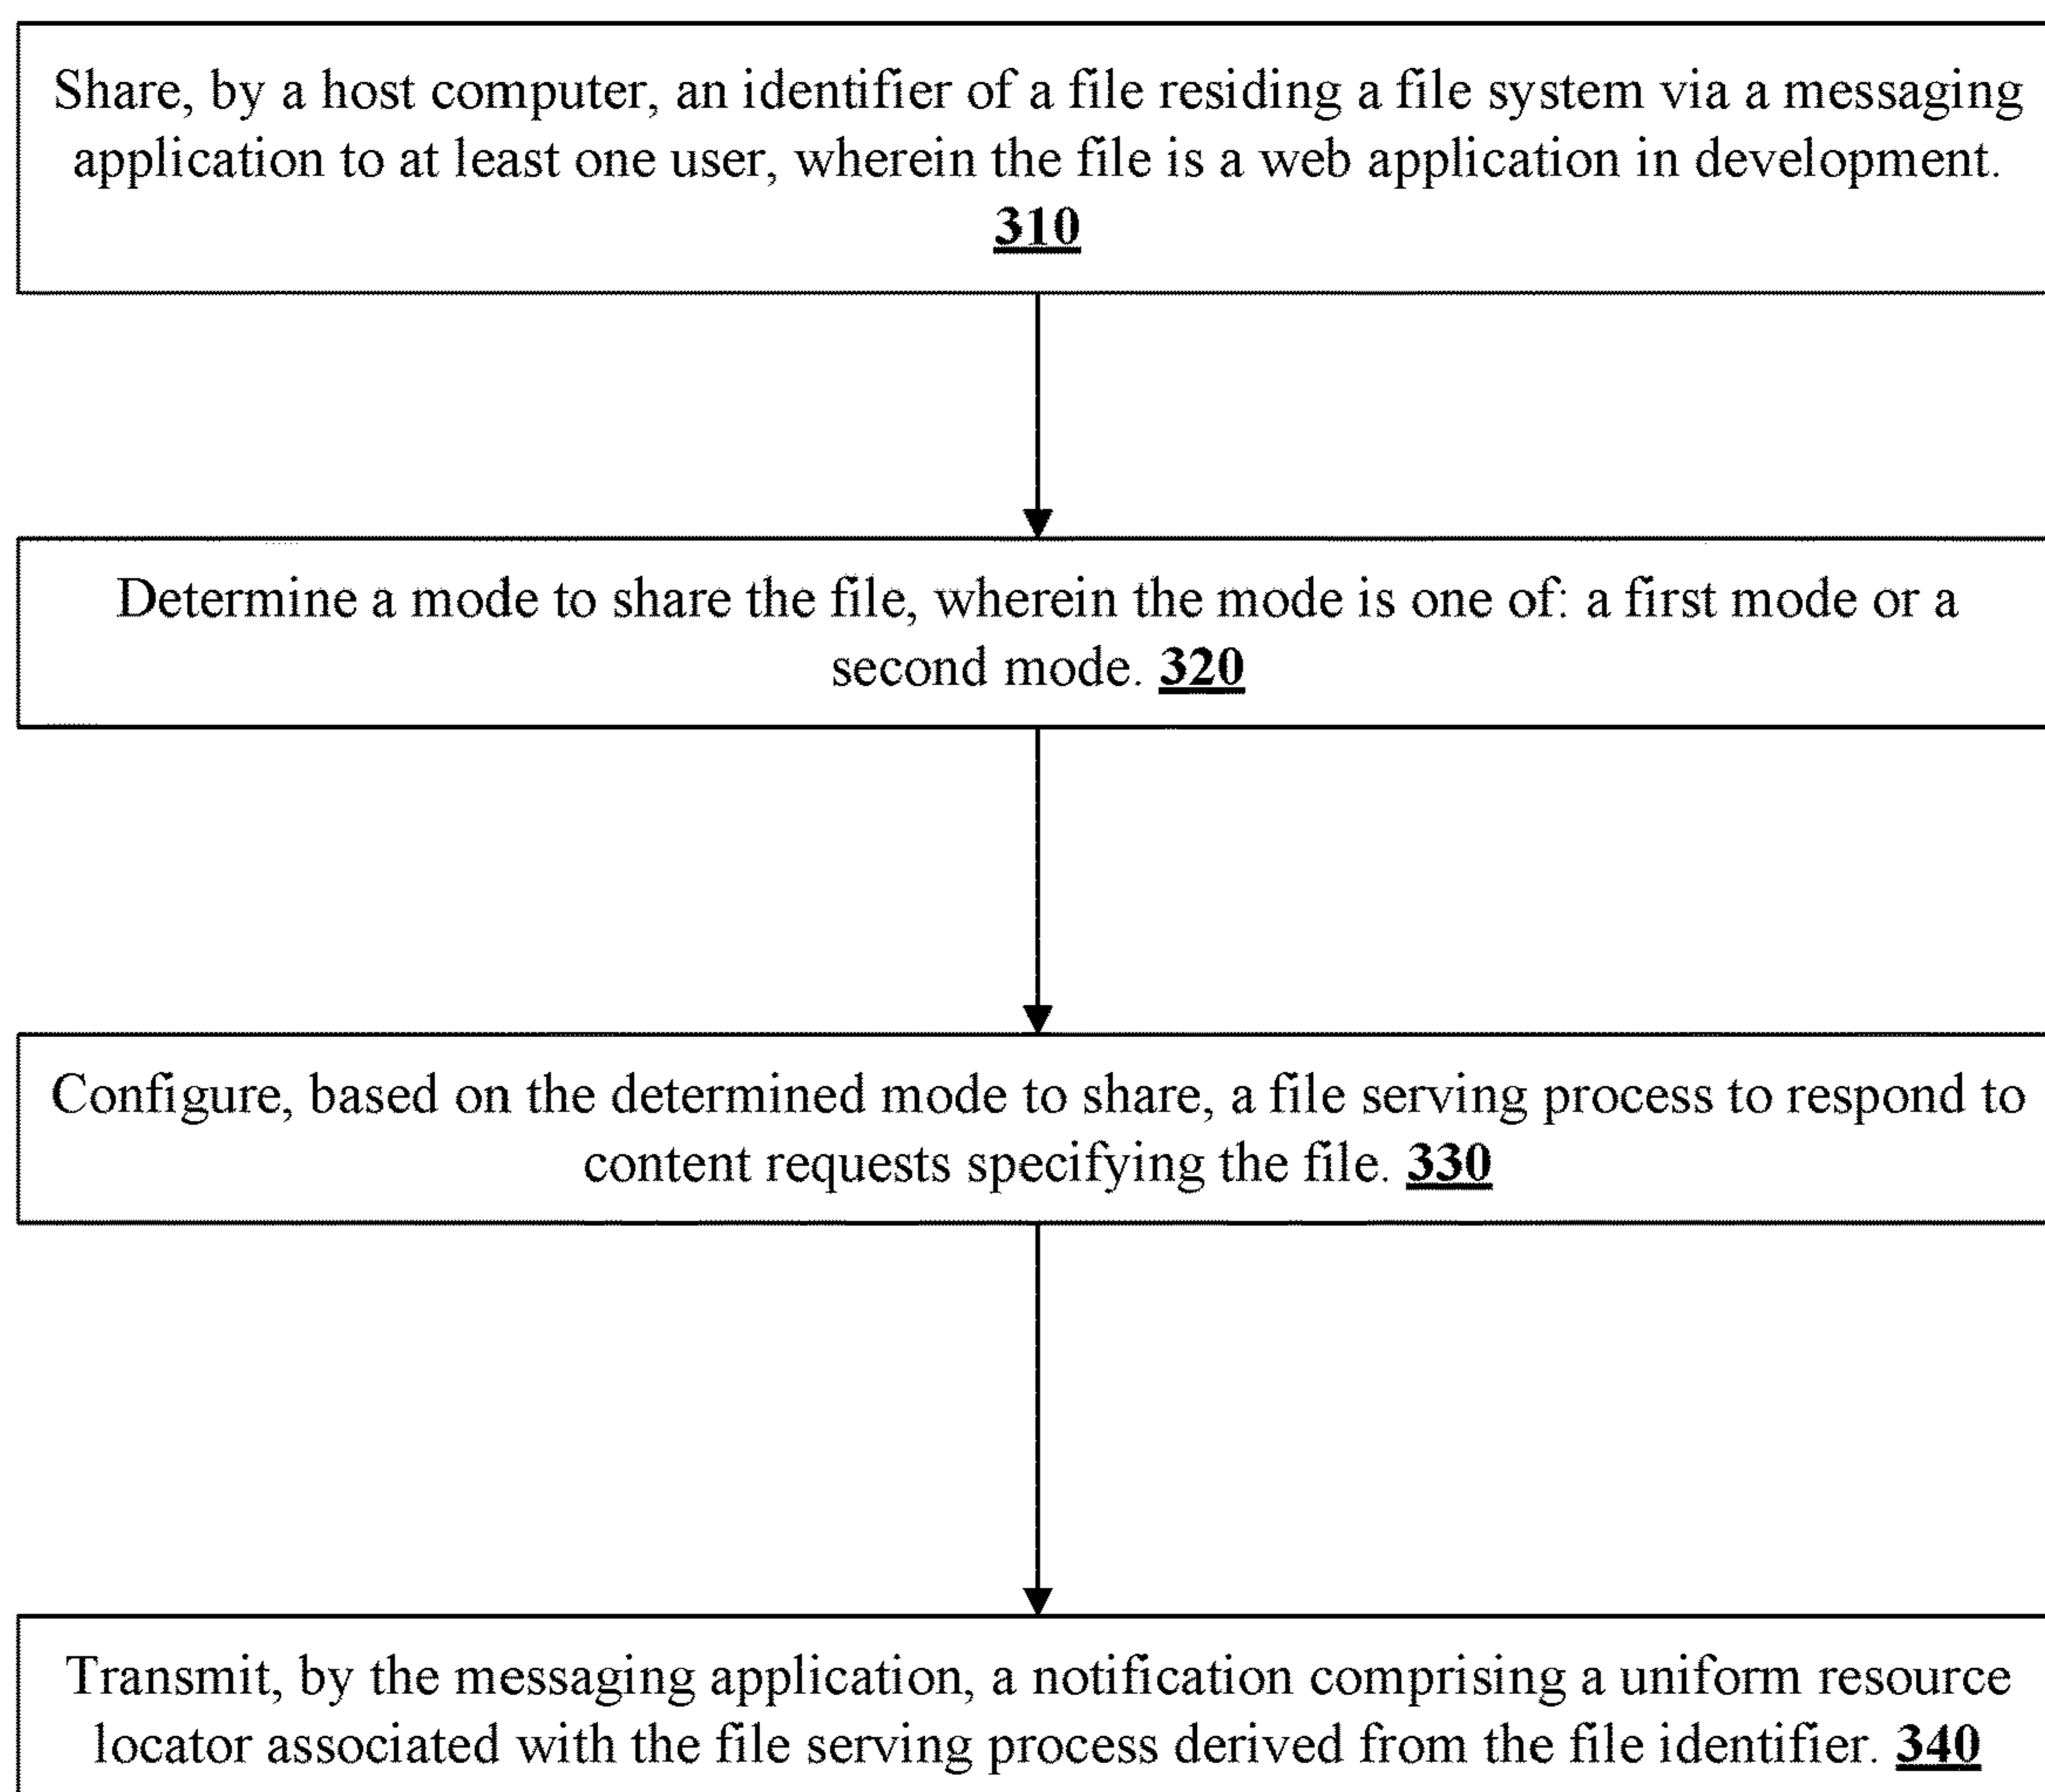 Share, by a host computer, an identifier of a file residing a file system via a messaging
application to at least one user, wherein the file is a web application in development.
310
Determine a mode to share the file, wherein the mode is one of: a first mode or a
second mode. 320
Configure, based on the determined mode to share, a file serving process to respond to
content requests specifying the file. 330
Transmit, by the messaging application, a notification comprising a uniform resource
locator associated with the file serving process derived from the file identifier. 340